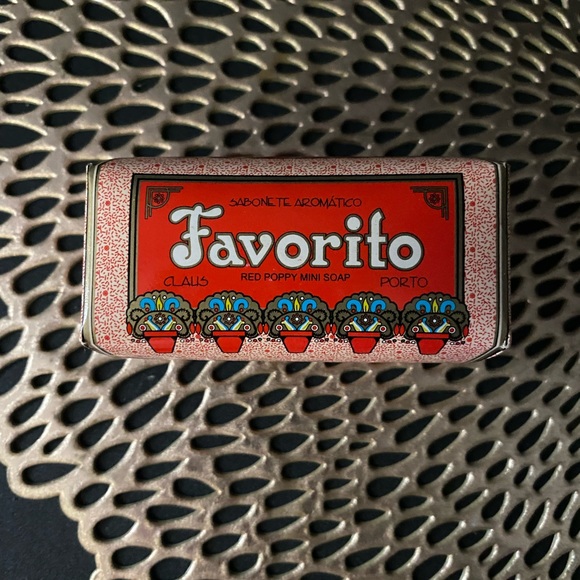 SABONETE AROMÁTICO
Favorito
RED POPPY MINI SOAP
CLAUS PORTO